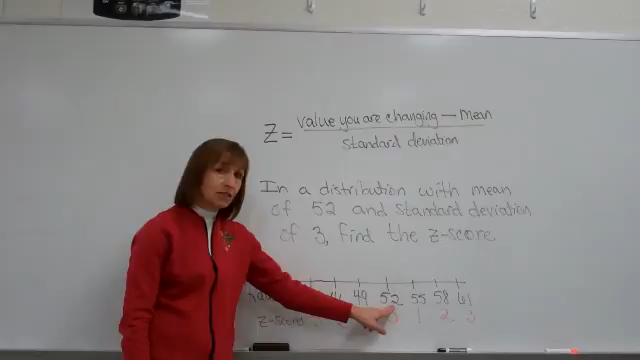 Z = value you are changing — mean
standard deviation
In a distribution with mean
of 52 and standard deviation
of 3, find the z-score
49 52 55 58 61
z-score 1 2 3